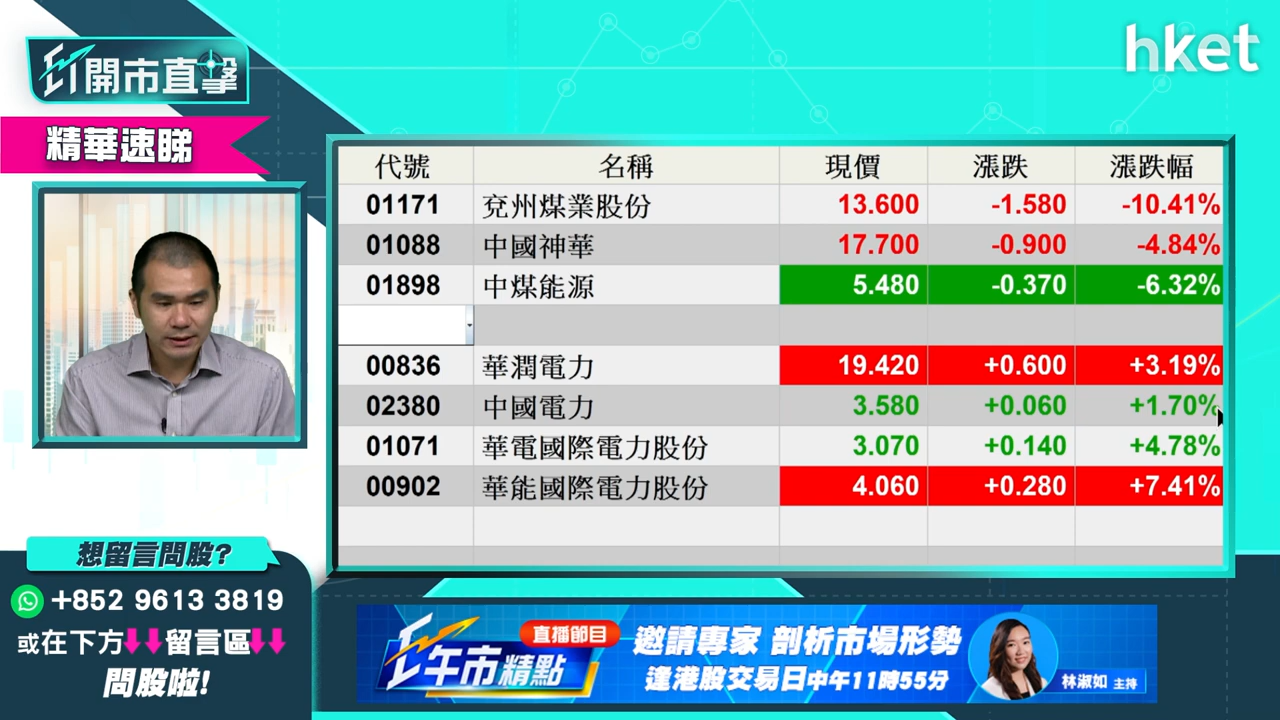 hket
ET開市直擊
精華速睇
代號 名稱 現價 漲跌 漲跌幅
01171 兗州煤業股份 13.600 -1.580 -10.41%
01088 中國神華 17.700 -0.900 -4.84%
01898 中煤能源 5.480 -0.370 -6.32%
00836 華潤電力 19.420 +0.600 +3.19%
02380 中國電力 3.580 +0.060 +1.70%
01071 華電國際電力股份 3.070 +0.140 +4.78%
00902 華能國際電力股份 4.060 +0.280 +7.41%
想留言問股?
+852 9613 3819
或在下方留言區
問股啦!
ET午市精點
直播節目
邀請專家 剖析市場形勢
逢港股交易日中午11時55分
林淑如 主持